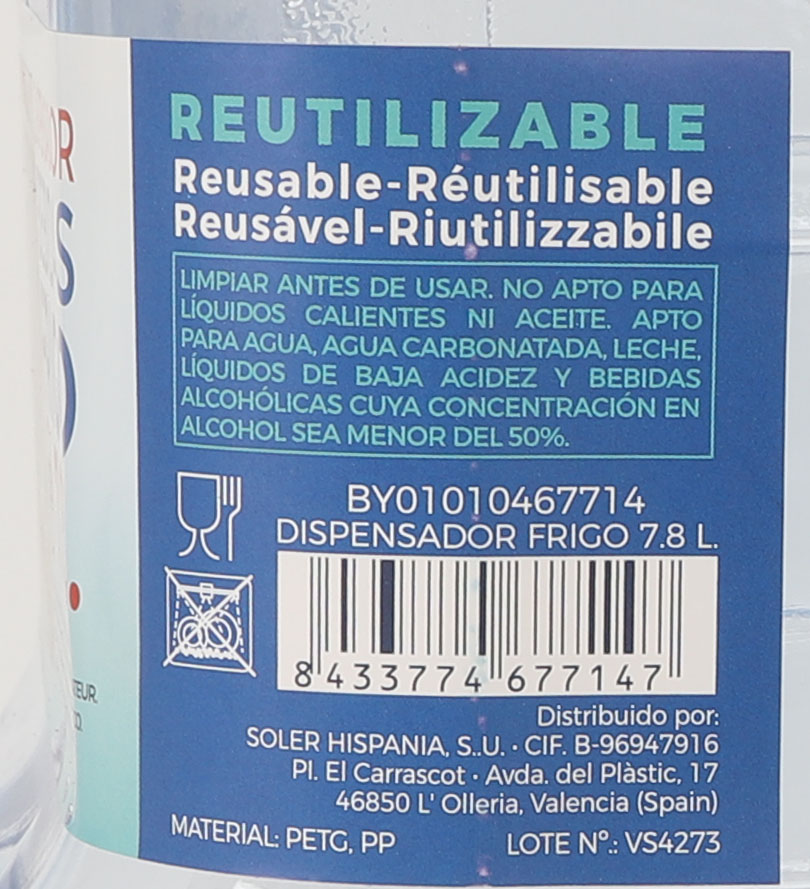 REUTILIZABLE
Reusable-Réutilisable
Reusável-Riutilizzabile
LIMPIAR ANTES DE USAR. NO APTO PARA
LÍQUIDOS CALIENTES NI ACEITE. APTO
PARA AGUA, AGUA CARBONATADA, LECHE,
LÍQUIDOS DE BAJA ACIDEZ Y BEBIDAS
ALCOHÓLICAS CUYA CONCENTRACIÓN EN
ALCOHOL SEA MENOR DEL 50%.
BY01010467714
DISPENSADOR FRIGO 7.8 L.
8 433774 677147
Distribuido por:
SOLER HISPANIA, S..U. · CIF. B-96947916
Pl. El Carrascot · Avda. del Plàstic, 17
46850 L' Olleria, Valencia (Spain)
MATERIAL: PETG, PP LOTE Nº.: VS4273